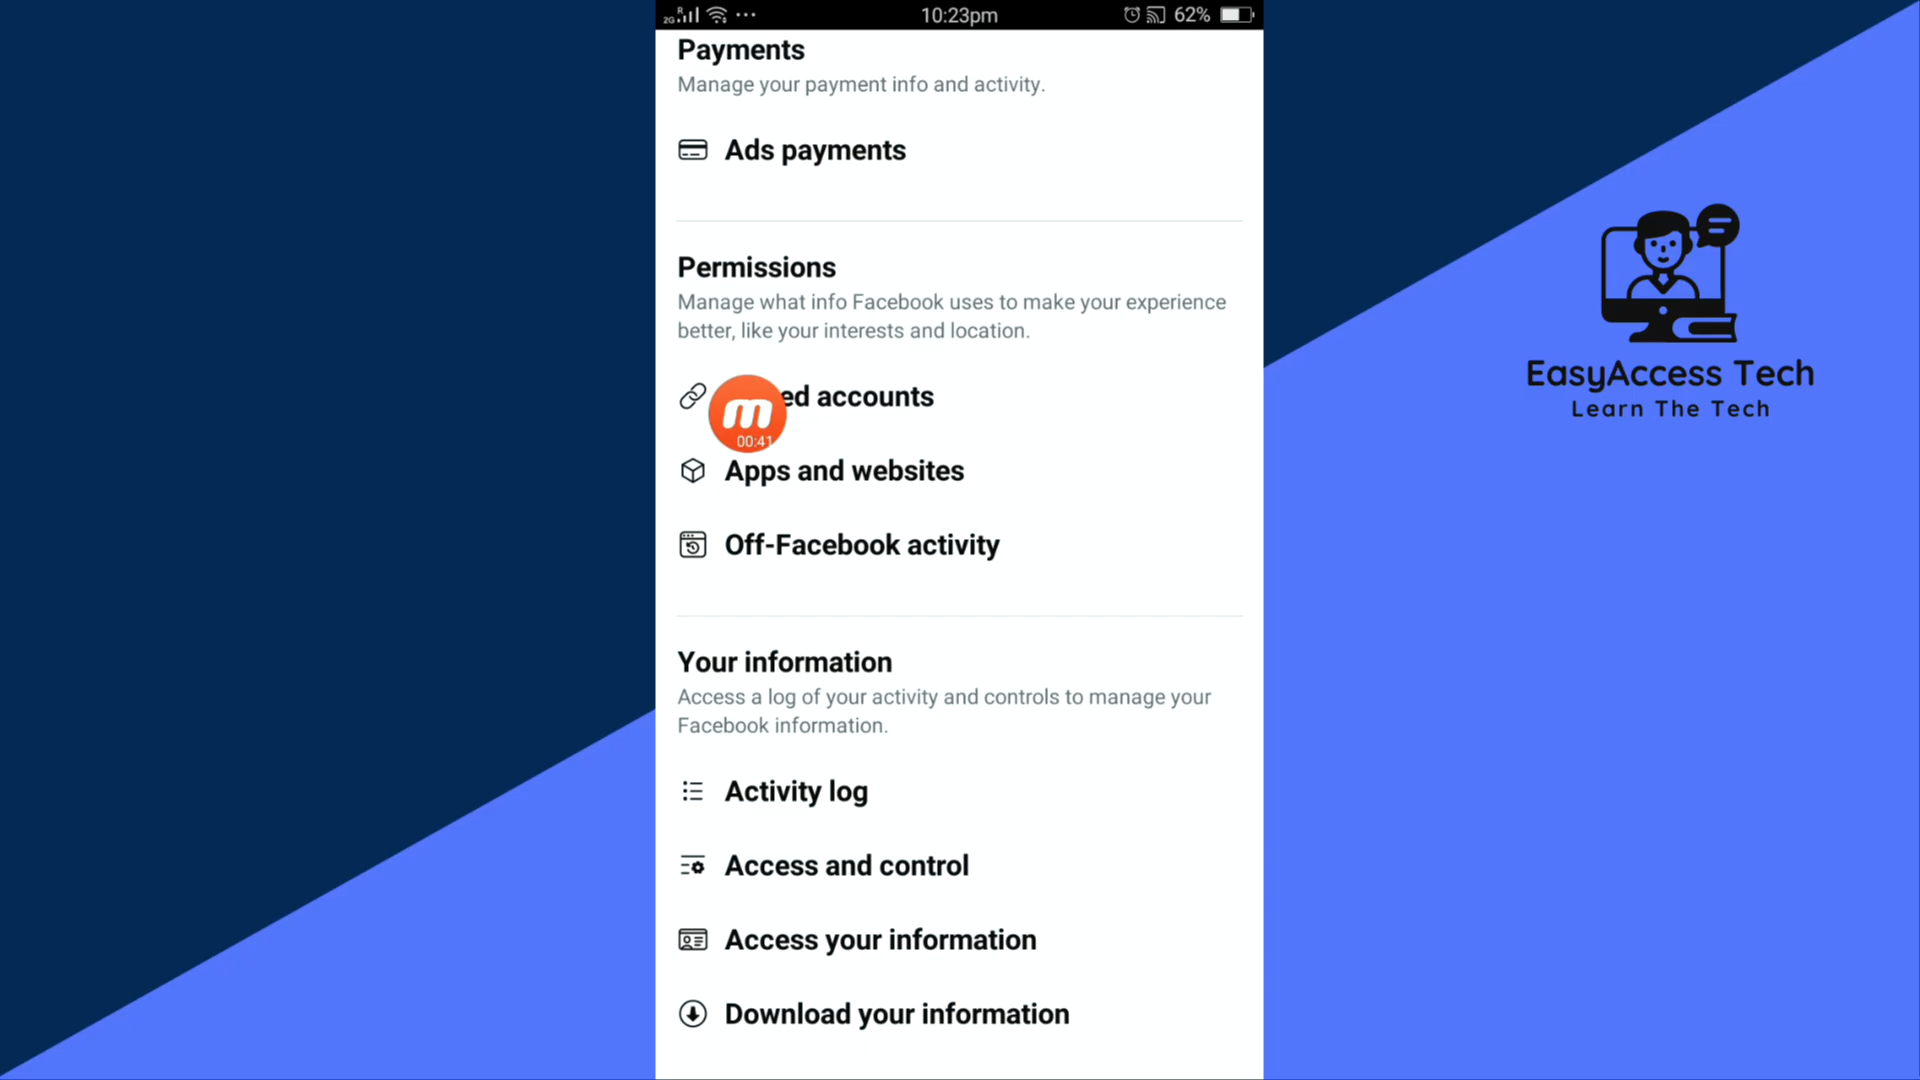 2G R 10:23pm 62%
Payments
Manage your payment info and activity.
Ads payments
Permissions
Manage what info Facebook uses to make your experience
better, like your interests and location.
ed accounts
m
00:41
Apps and websites
Off-Facebook activity
Your information
Access a log of your activity and controls to manage your
Facebook information.
Activity log
Access and control
Access your information
Download your information
EasyAccess Tech
Learn The Tech